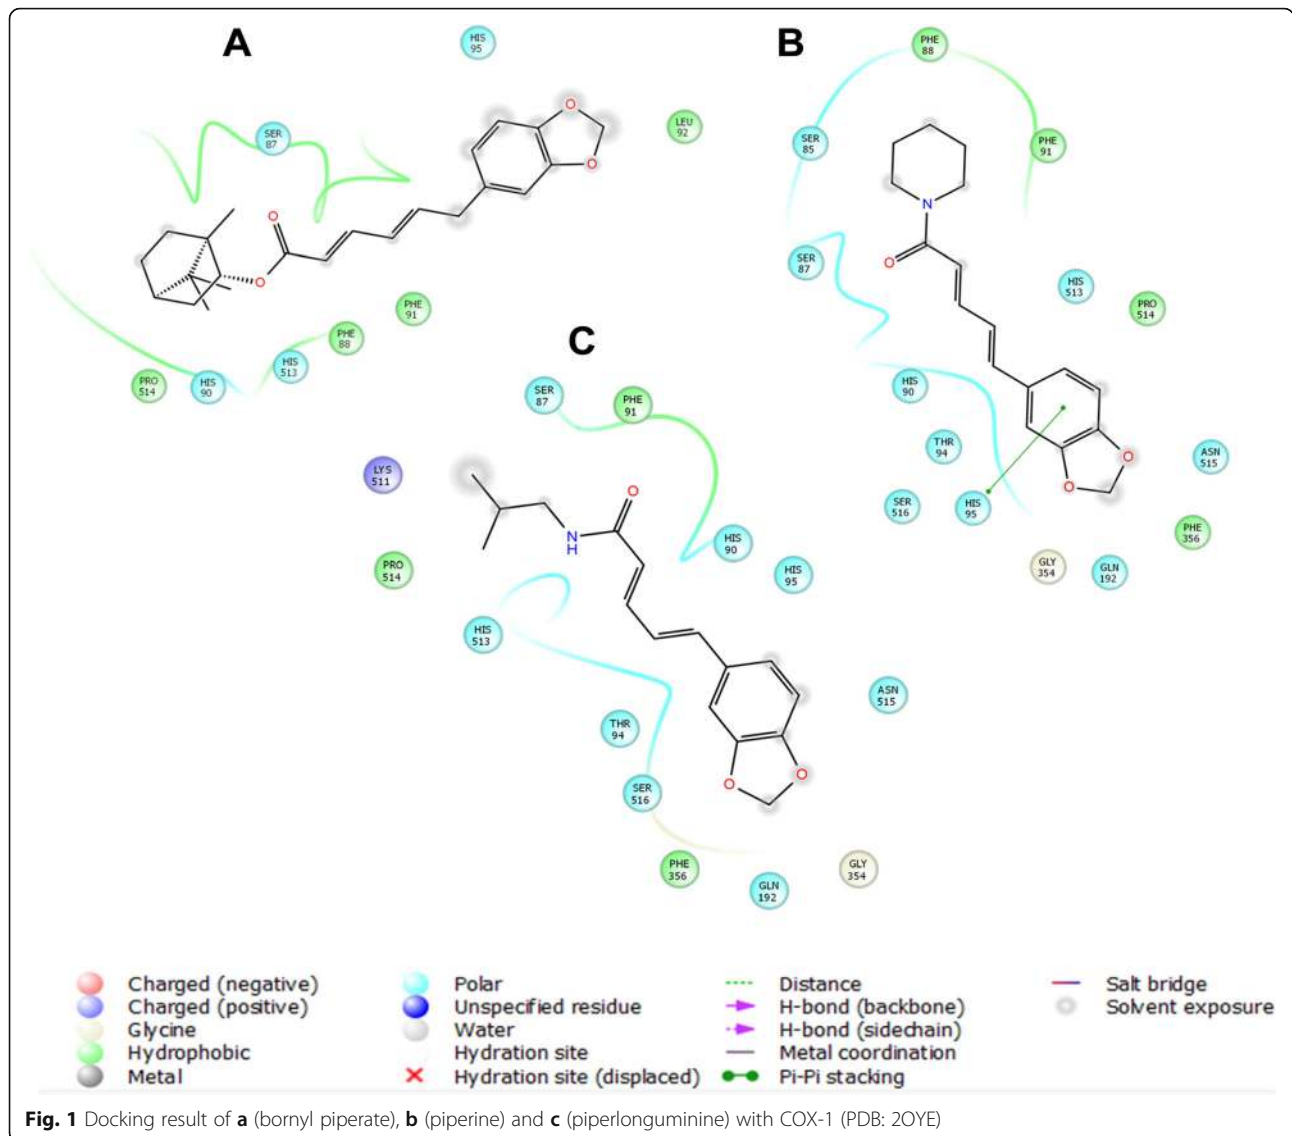 A
HIS
95
SER
87
LEU
92
O
O
O
O
PHE
91
PHE
88
HIS
513
HIS
90
PRO
514
B
PHE
88
SER
85
PHE
91
N
O
SER
87
HIS
513
PRO
514
HIS
90
THR
94
SER
516
HIS
95
O
O
ASN
515
PHE
356
GLY
354
GLN
192
C
SER
87
PHE
91
LYS
511
O
N
H
PRO
514
HIS
90
HIS
95
HIS
513
ASN
515
THR
94
SER
516
O
O
PHE
356
GLN
192
GLY
354
Charged (negative)
Charged (positive)
Glycine
Hydrophobic
Metal
Polar
Unspecified residue
Water
Hydration site
Hydration site (displaced)
Distance
H-bond (backbone)
H-bond (sidechain)
Metal coordination
Pi-Pi stacking
Salt bridge
Solvent exposure
Fig. 1 Docking result of a (bornyl piperate), b (piperine) and c (piperlonguminine) with COX-1 (PDB: 2OYE)